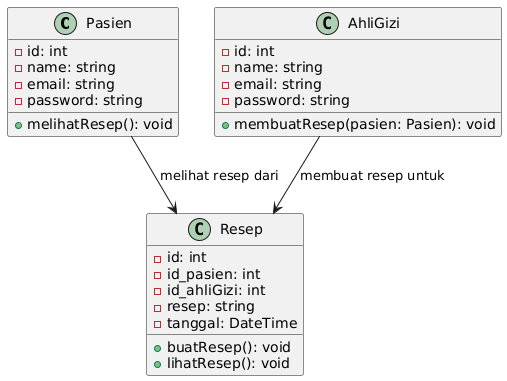 C Pasien
id: int
name: string
email: string
password: string
melihatResep(): void
C AhliGizi
id: int
name: string
email: string
password: string
membuatResep(pasien: Pasien): void
melihat resep dari
membuat resep untuk
C Resep
id: int
id_pasien: int
id_ahliGizi: int
resep: string
tanggal: DateTime
buatResep(): void
lihatResep(): void